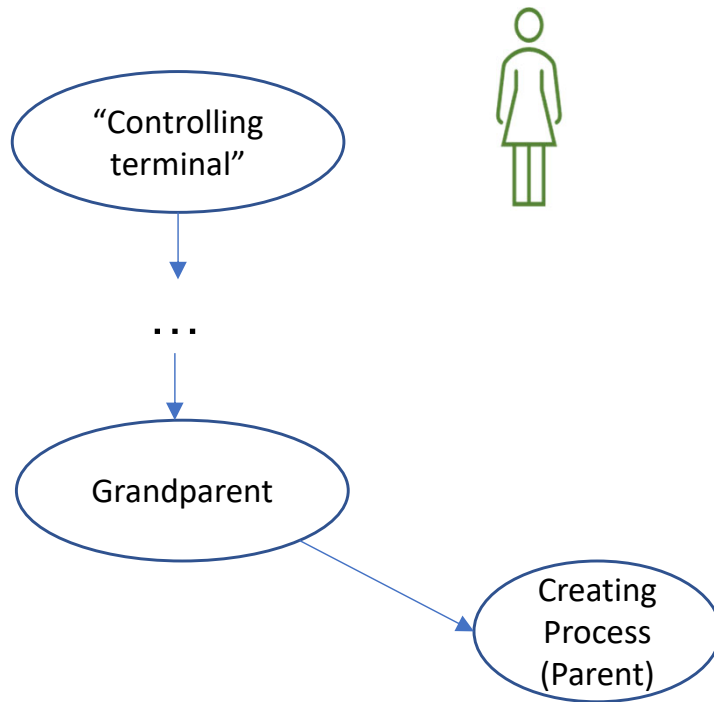 “Controlling
terminal”
...
Grandparent
Creating
Process
(Parent)